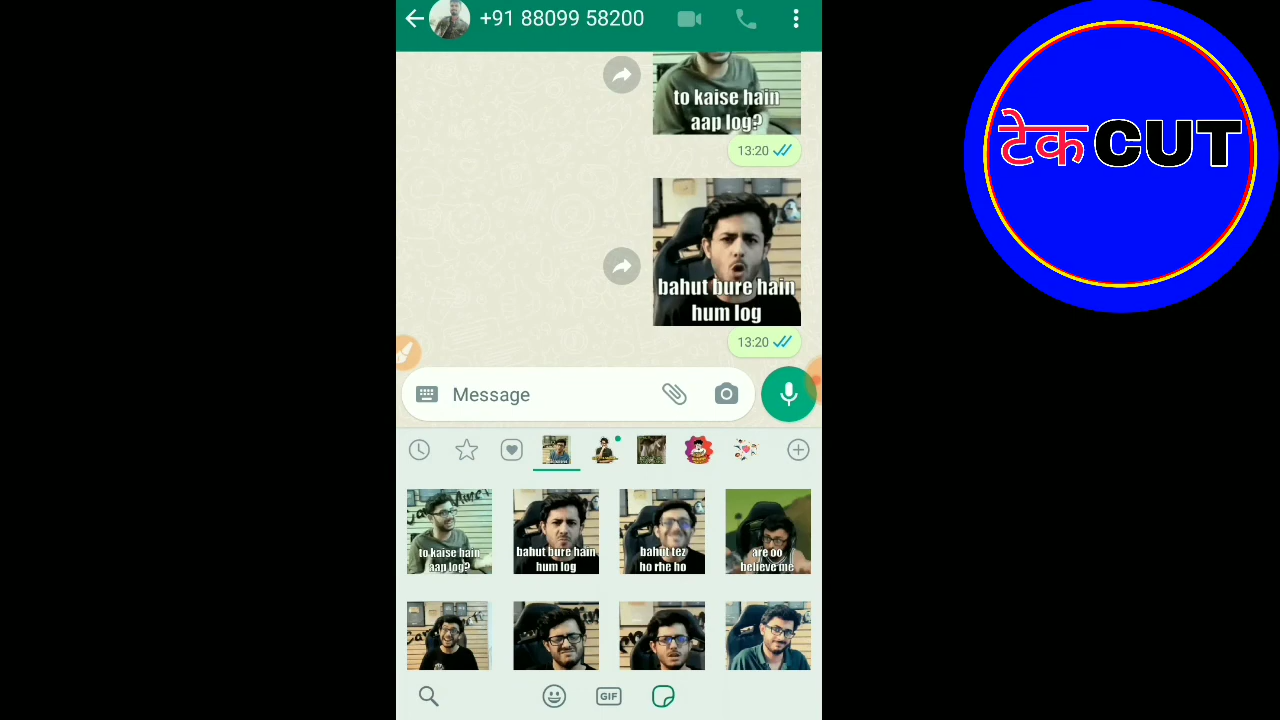 +91 88099 58200
to kaise hain
aap log?
13:20
bahut bure hain
hum log
13:20
Message
to kaise hain
aap log?
bahut bure hain
hum log
bahut tez
ho rhe ho
are oo
believe me
GIF
टेक CUT